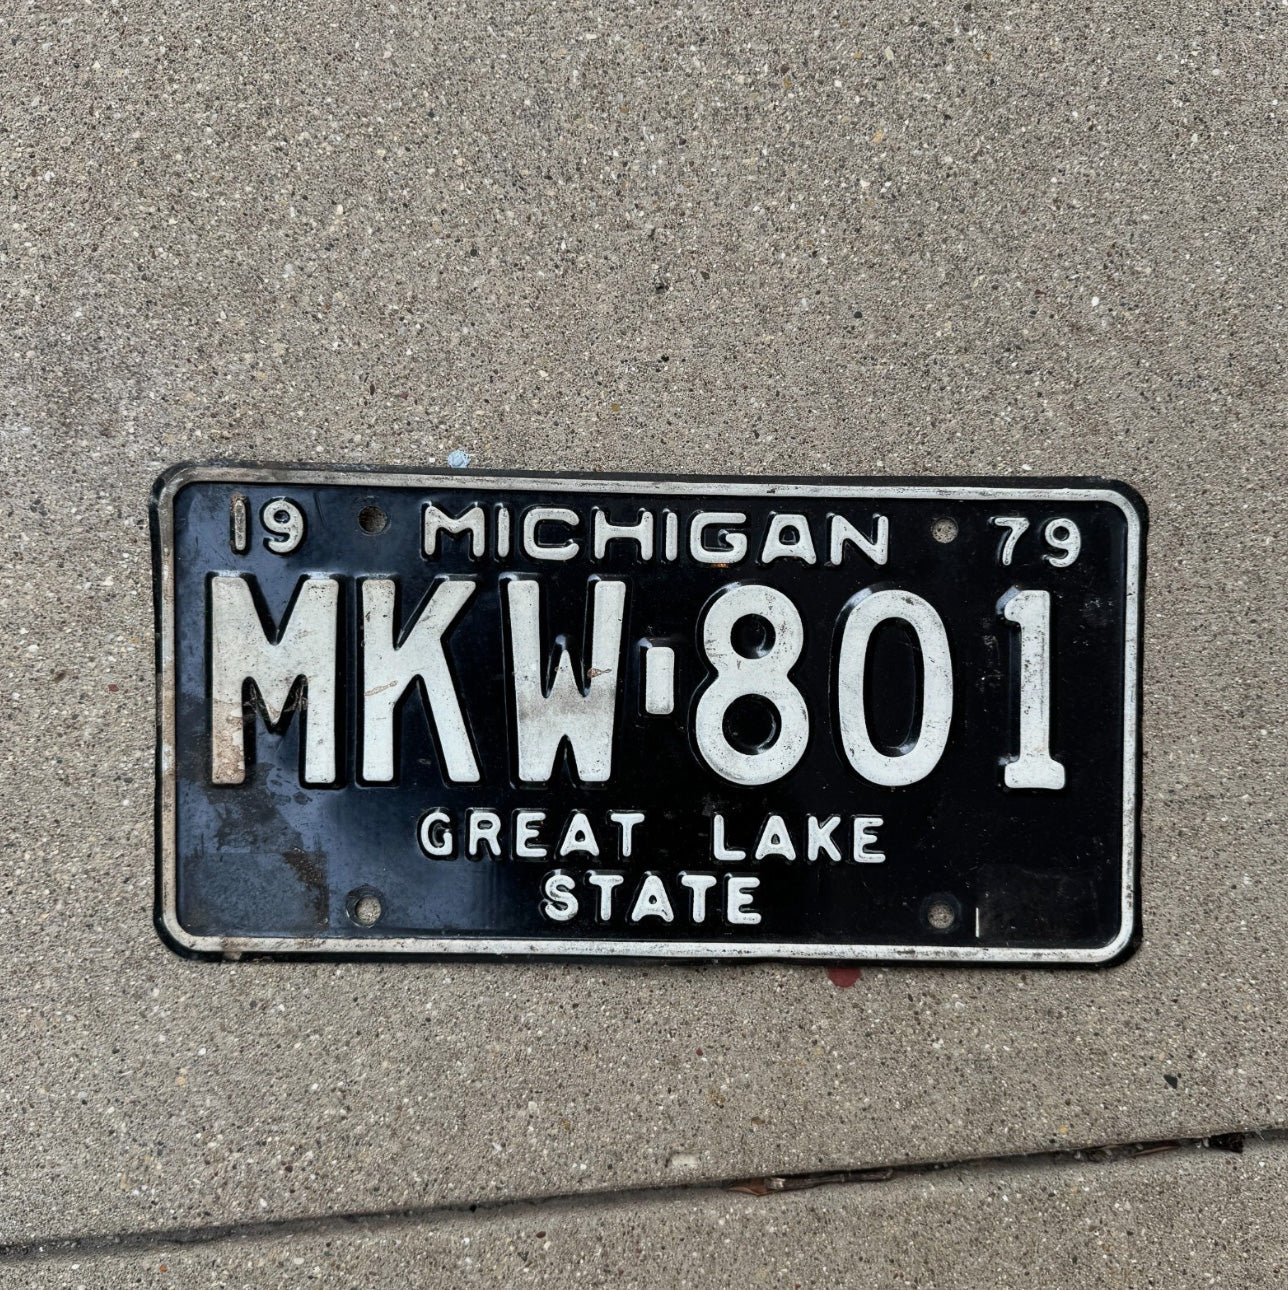 19 MICHIGAN 79
MKW-801
GREAT LAKE
STATE